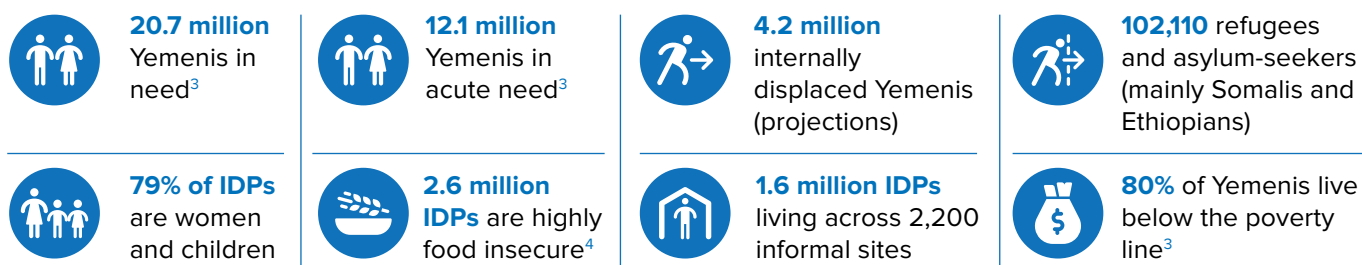 20.7 million
Yemenis in
need3
12.1 million
Yemenis in
acute need3
4.2 million
internally
displaced Yemenis
(projections)
102,110 refugees
and asylum-seekers
(mainly Somalis and
Ethiopians)
79% of IDPs
are women
and children
2.6 million
IDPs are highly
food insecure4
1.6 million IDPs
living across 2,200
informal sites
$
80% of Yemenis live
below the poverty
line3